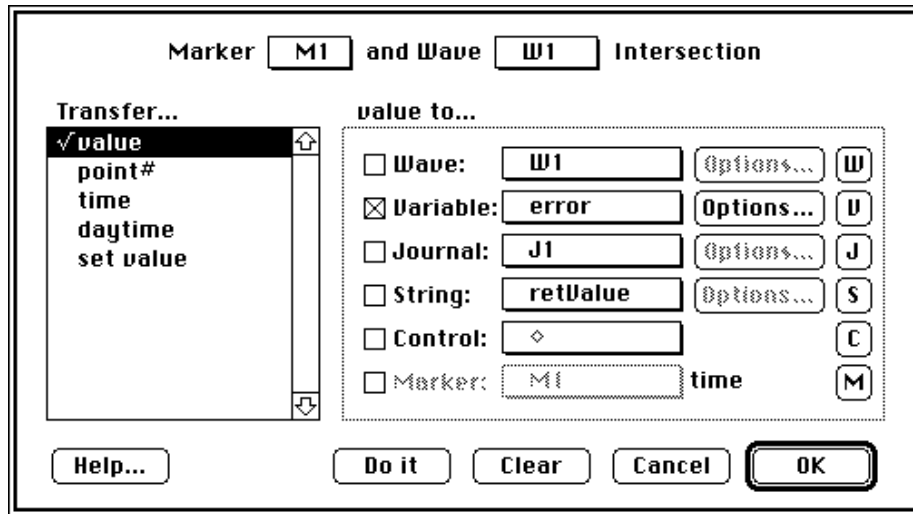 Marker M1 and Wave W1 Intersection
Transfer...
√value
point#
time
daytime
set value
value to...
Wave: W1 Options... W
Variable: error Options... V
Journal: J1 Options... J
String: retValue Options... S
Control: ◇ C
Marker: M1 time M
Help... Do it Clear Cancel OK